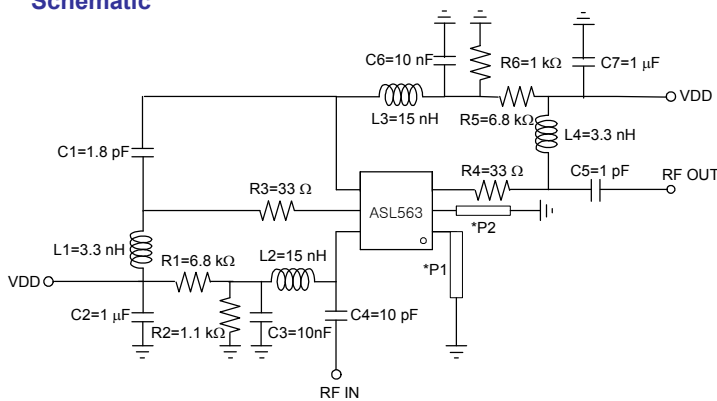 Schematic
C6=10 nF
R6=1 kΩ
C7=1 μF
VDD
L3=15 nH
R5=6.8 kΩ
L4=3.3 nH
C1=1.8 pF
R4=33 Ω
C5=1 pF
RF OUT
R3=33 Ω
ASL563
*P2
L1=3.3 nH
R1=6.8 kΩ
L2=15 nH
*P1
VDD
C2=1 μF
R2=1.1 kΩ
C3=10nF
C4=10 pF
RF IN